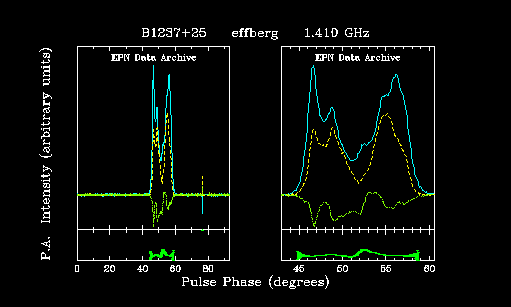 B1237+25 effberg 1.410 GHz
EPN Data Archive EPN Data Archive
P.A. Intensity (arbitrary units)
0 20 40 60 80 45 50 55 60
Pulse Phase (degrees)